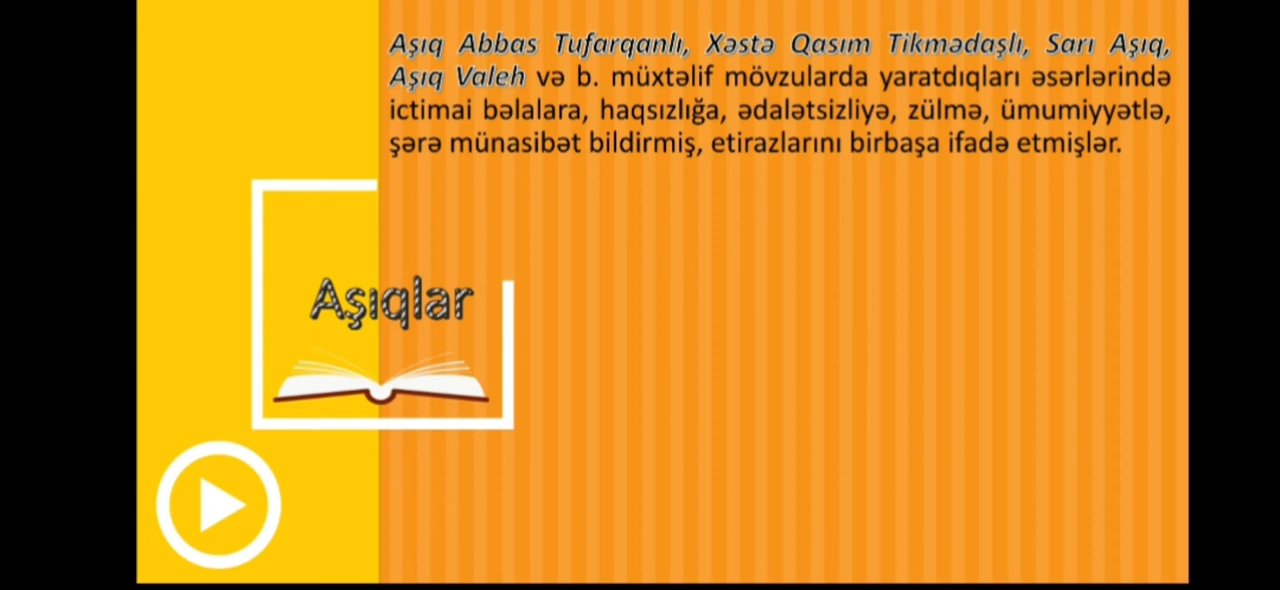 Aşıq Abbas Tufarqanlı, Xəstə Qasım Tikmədaşlı, Sarı Aşıq,
Aşıq Valeh və b. müxtəlif mövzularda yaratdıqları əsərlərində
ictimai bəlalara, haqsızlığa, ədalətsizliyə, zülmə, ümumiyyətlə,
şərə münasibət bildirmiş, etirazlarını birbaşa ifadə etmişlər.
Aşıqlar